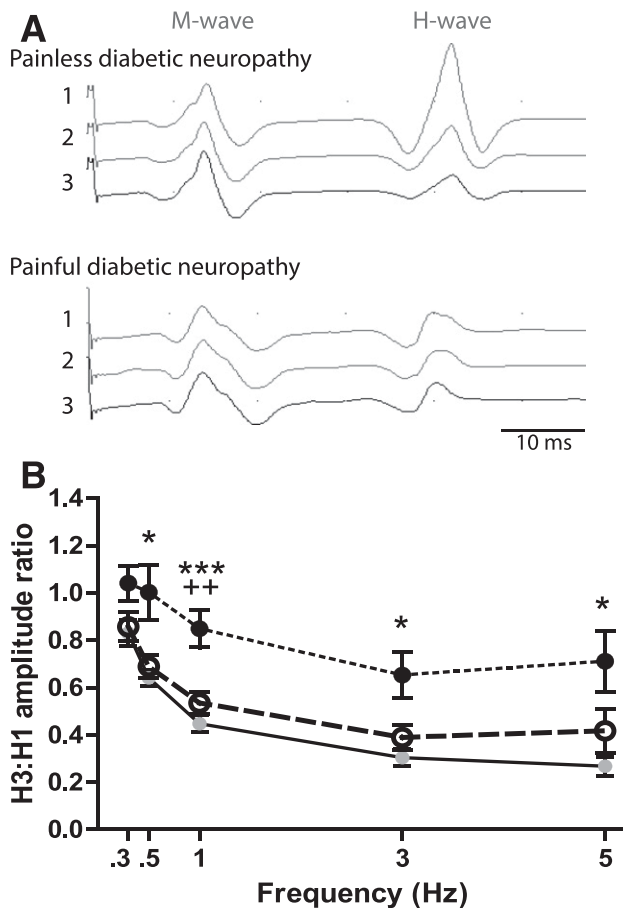 A
M-wave H-wave
Painless diabetic neuropathy
1
2
3
Painful diabetic neuropathy
1
2
3
10 ms
B
H3:H1 amplitude ratio
1.4
1.2
1.0
0.8
0.6
0.4
0.2
0.0
*
***
++
*
*
.3 .5 1 3 5
Frequency (Hz)